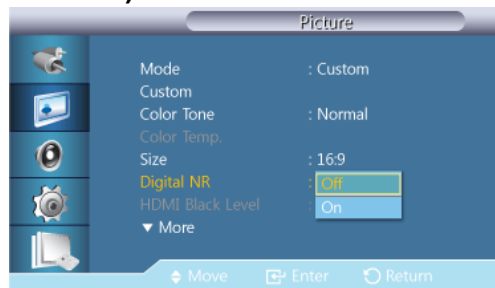 Picture
Mode : Custom
Custom
Color Tone : Normal
Color Temp.
Size : 16:9
Digital NR : Off
HDMI Black Level : On
▼ More
Move Enter Return